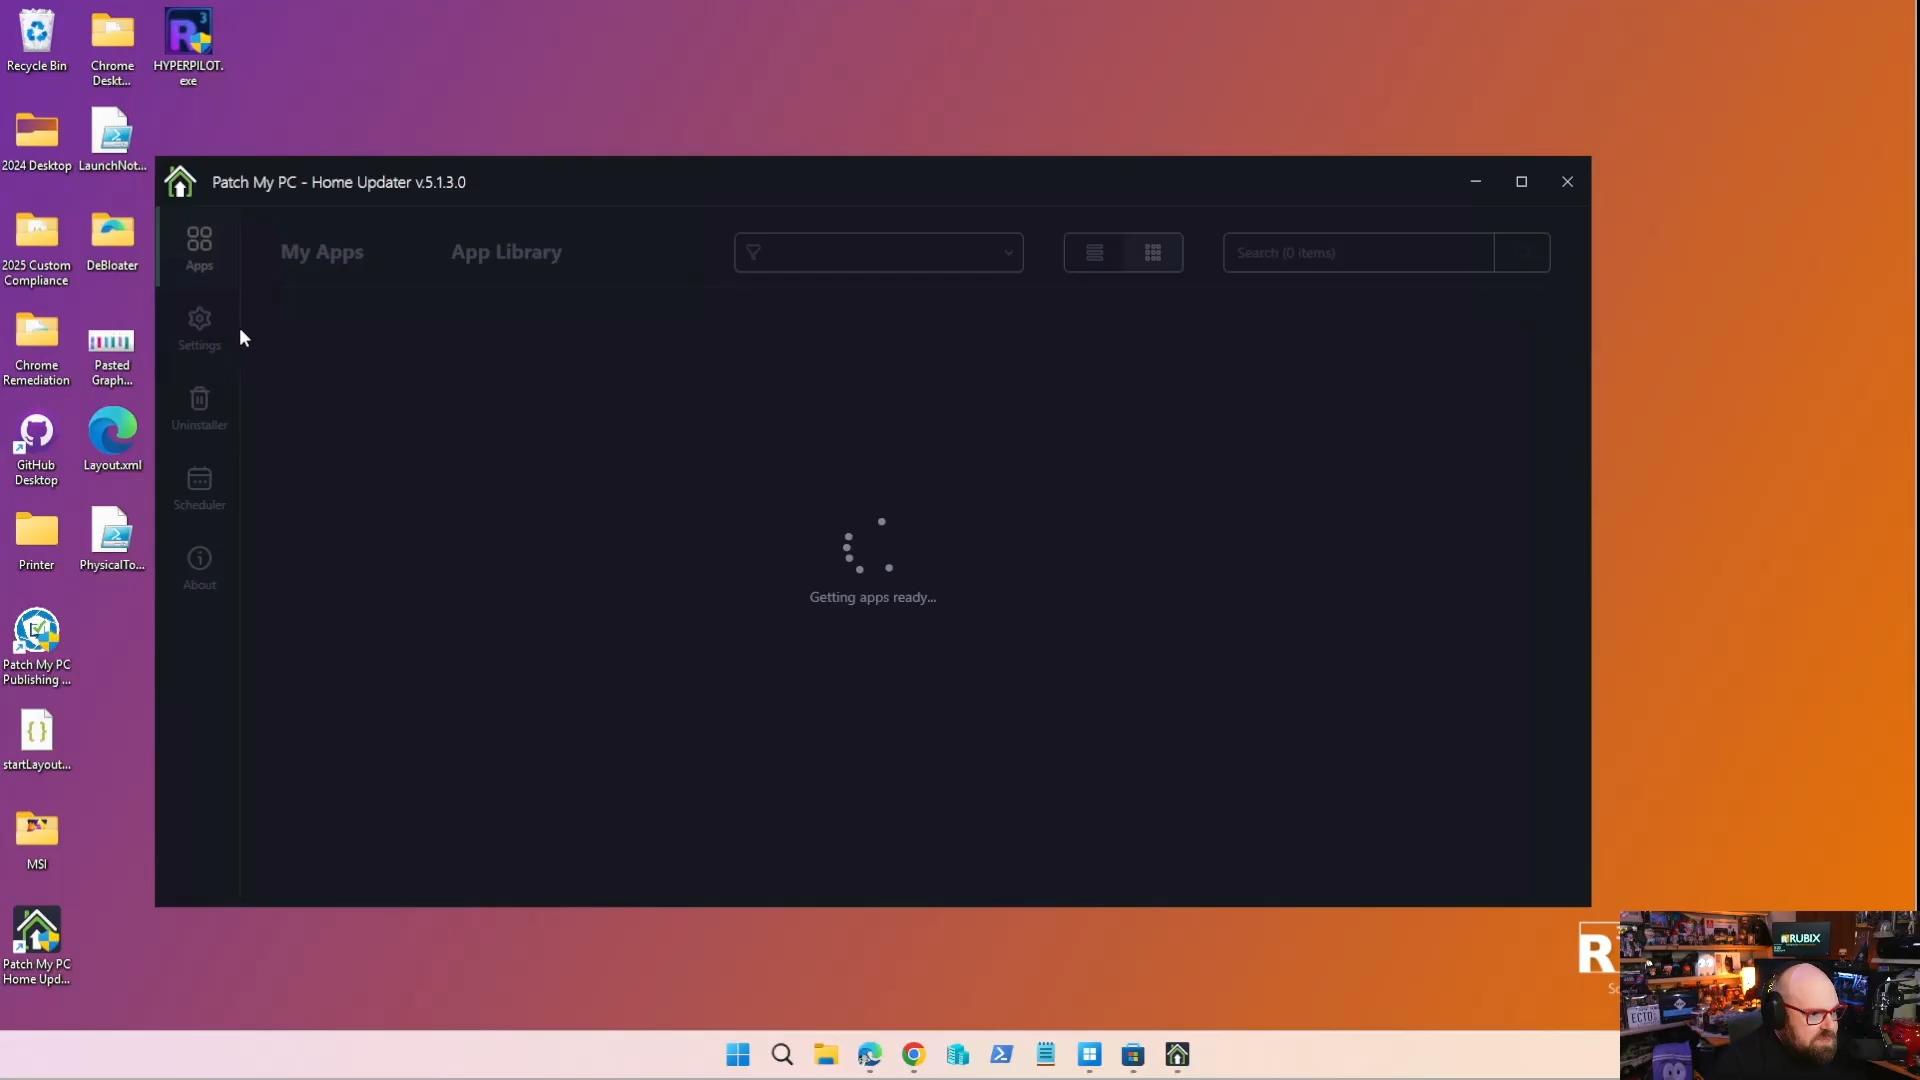 Recycle Bin
Chrome
Deskt...
HYPERPILOT.
exe
2024 Desktop
LaunchNot...
2025 Custom
Compliance
DeBloater
Chrome
Remediation
Pasted
Graph...
GitHub
Desktop
Layout.xml
Printer
PhysicalTo...
Patch My PC
Publishing ...
startLayout...
MSI
Patch My PC
Home Upd...
Patch My PC - Home Updater v.5.1.3.0
Apps
Settings
Uninstaller
Scheduler
About
My Apps
App Library
Search (0 items)
Getting apps ready...
R
RUBIX
ECTO